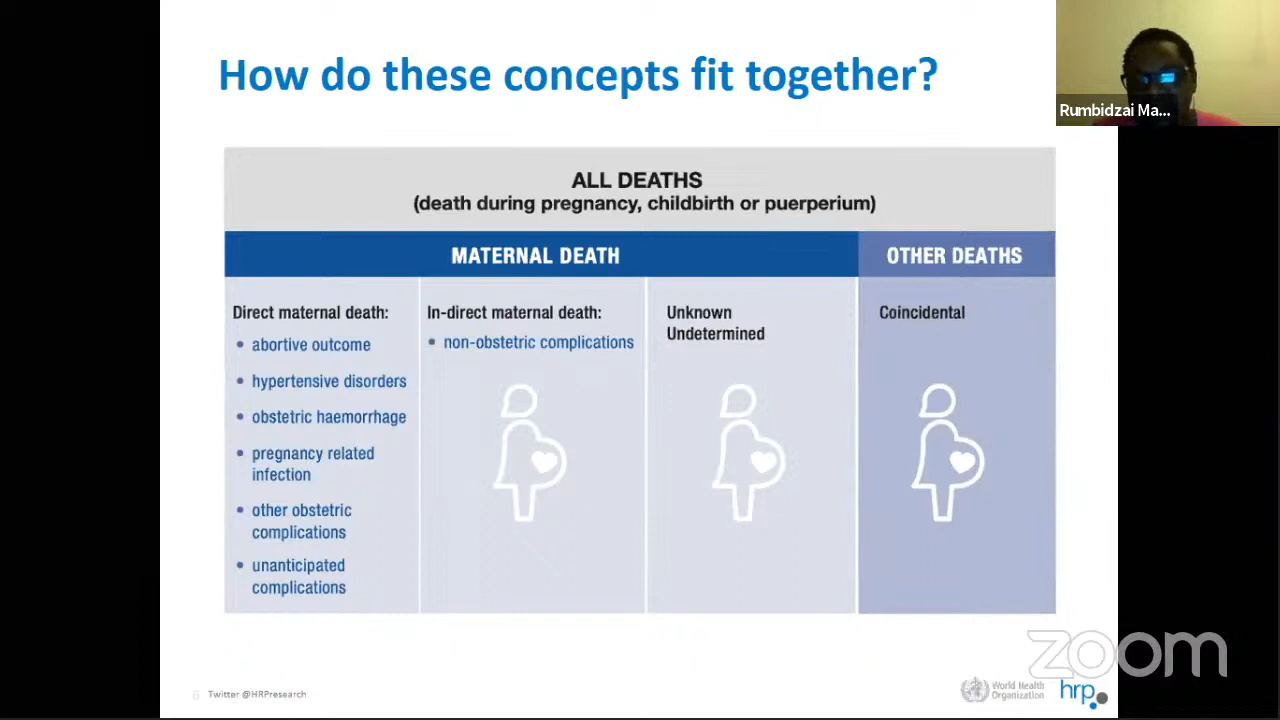 How do these concepts fit together?
Rumbidzai Ma...
ALL DEATHS
(death during pregnancy, childbirth or puerperium)
MATERNAL DEATH
OTHER DEATHS
Direct maternal death:
• abortive outcome
• hypertensive disorders
• obstetric haemorrhage
• pregnancy related
infection
• other obstetric
complications
• unanticipated
complications
In-direct maternal death:
• non-obstetric complications
Unknown
Undetermined
Coincidental
zoom
6
Twitter @HRPresearch
World Health
Organization
hrp